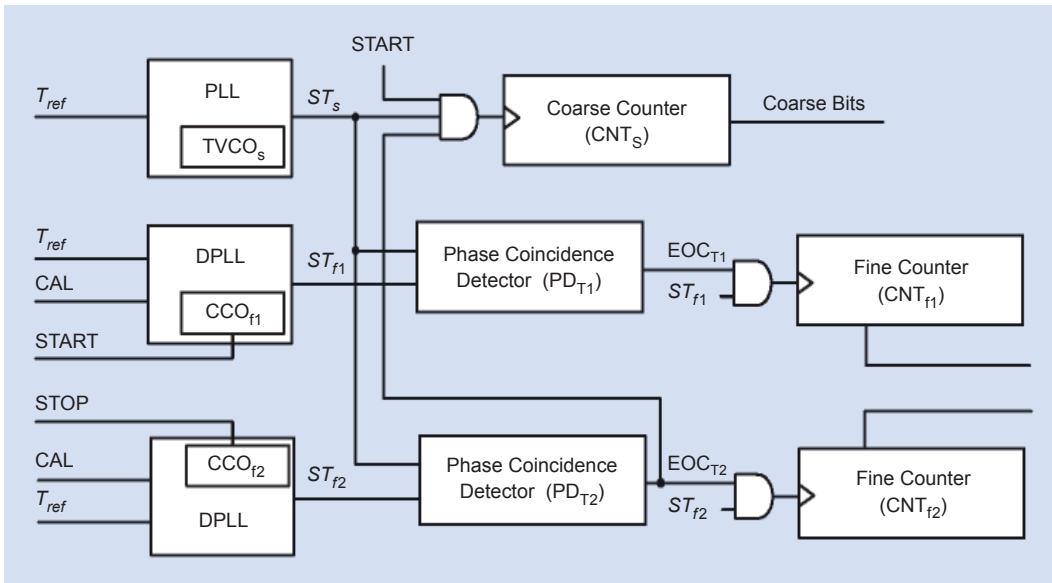 START
T_ref
PLL
TVCO_s
ST_s
Coarse Counter
(CNT_S)
Coarse Bits
T_ref
CAL
START
DPLL
CCO_f1
ST_f1
Phase Coincidence
Detector (PD_T1)
EOC_T1
ST_f1
Fine Counter
(CNT_f1)
STOP
CAL
T_ref
CCO_f2
DPLL
ST_f2
Phase Coincidence
Detector (PD_T2)
EOC_T2
ST_f2
Fine Counter
(CNT_f2)